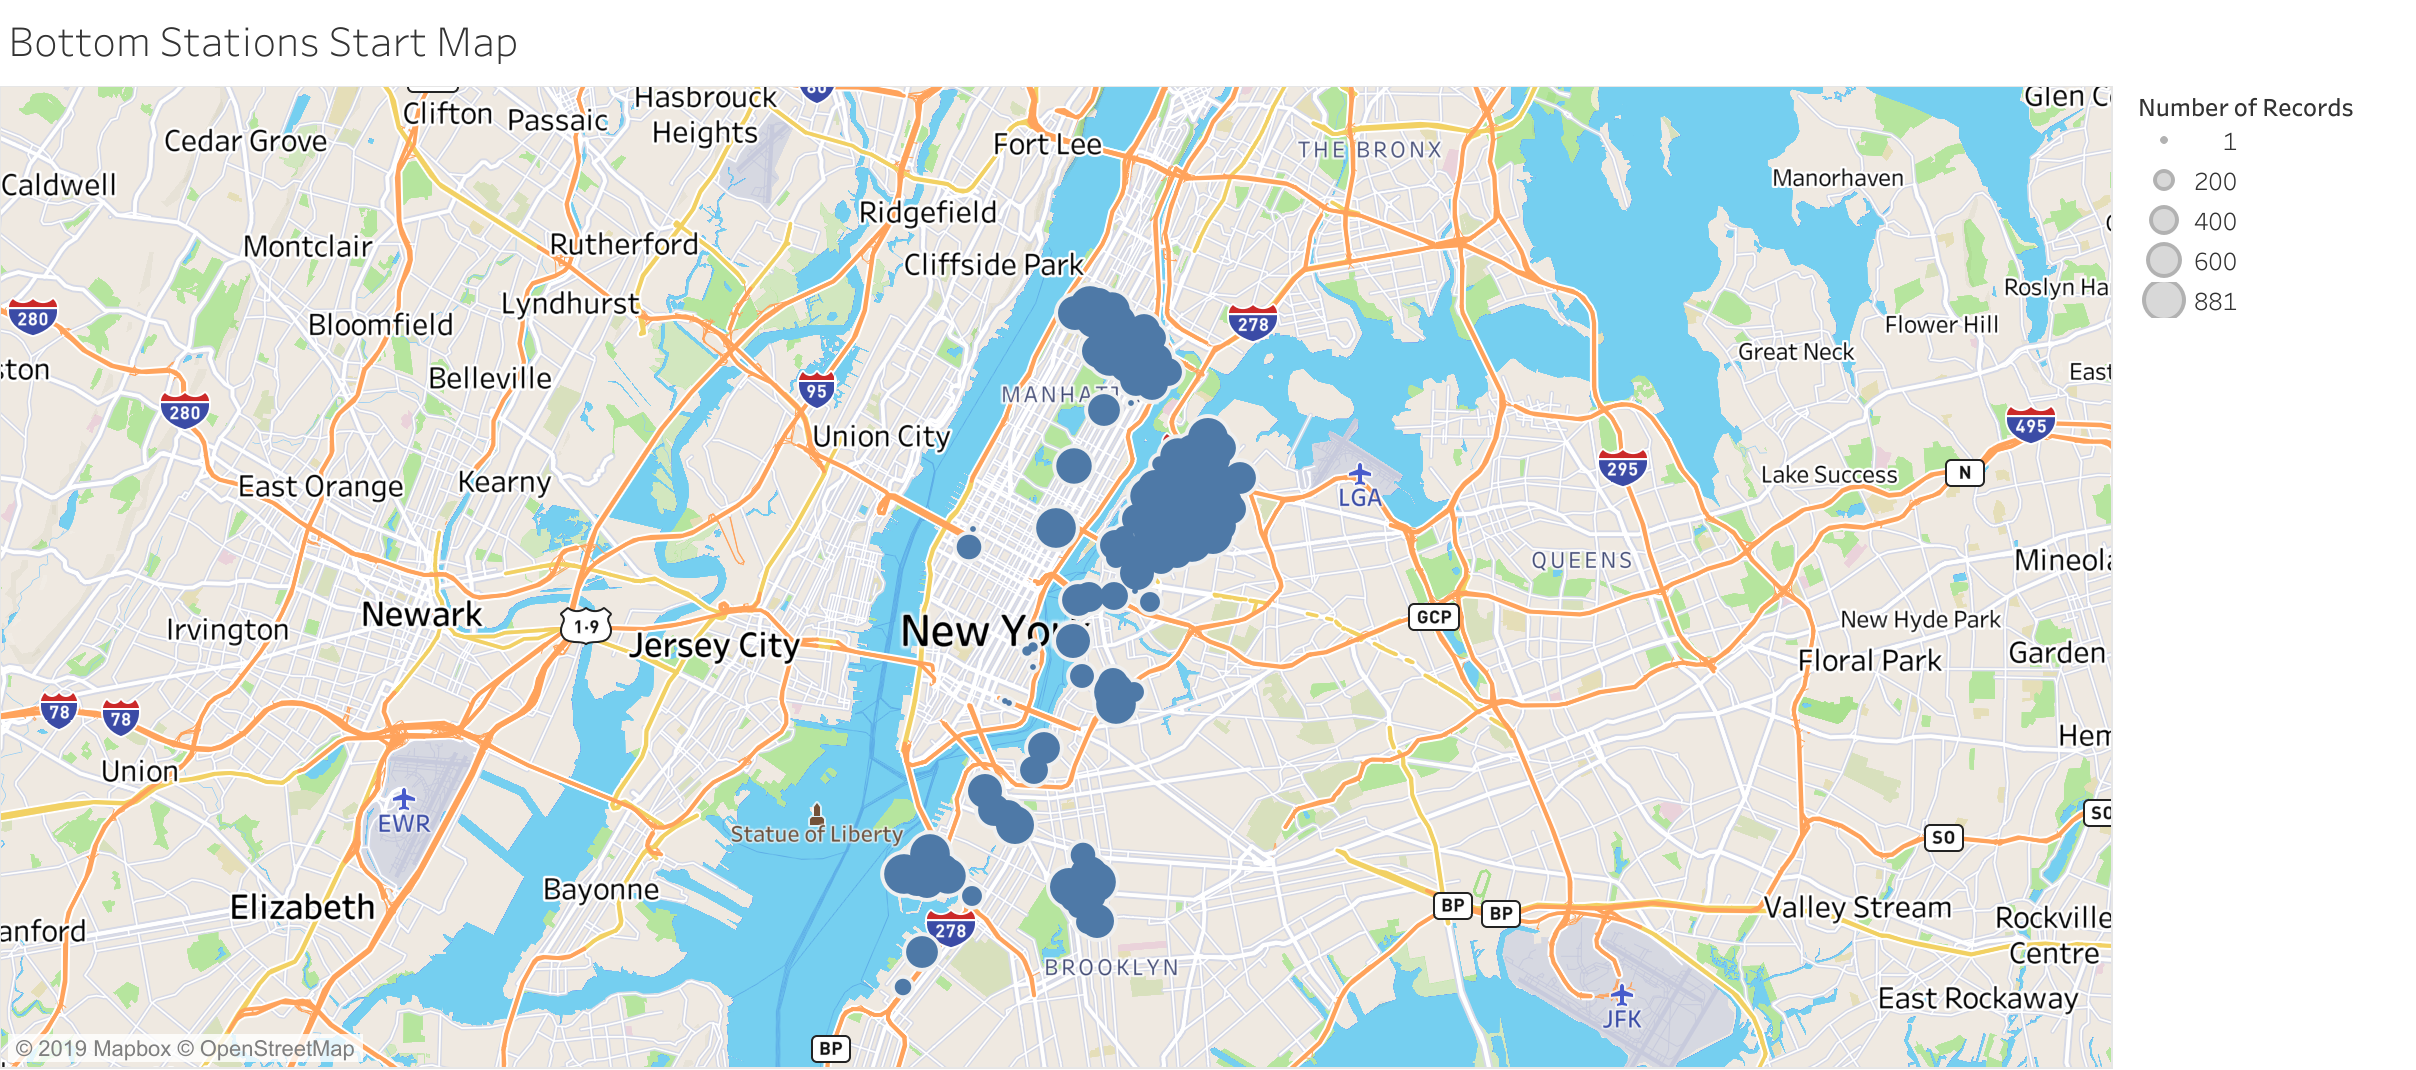 Bottom Stations Start Map
Number of Records
1
200
400
600
881
Clifton
Passaic
Hasbrouck
Heights
80
Glen C
Cedar Grove
Fort Lee
THE BRONX
Caldwell
Manorhaven
Ridgefield
Montclair
Rutherford
Cliffside Park
Roslyn Ha
280
Lyndhurst
Bloomfield
278
Flower Hill
Great Neck
ston
Belleville
95
East
MANHAT
280
Union City
495
295
N
East Orange
Kearny
Lake Success
LGA
QUEENS
Mineola
Newark
1·9
Irvington
Jersey City
New York
GCP
New Hyde Park
Floral Park
Garden
78
78
Hem
Union
EWR
Statue of Liberty
SO
SO
Bayonne
Elizabeth
BP
BP
Valley Stream
Rockville
Centre
anford
278
BROOKLYN
East Rockaway
JFK
BP
© 2019 Mapbox © OpenStreetMap